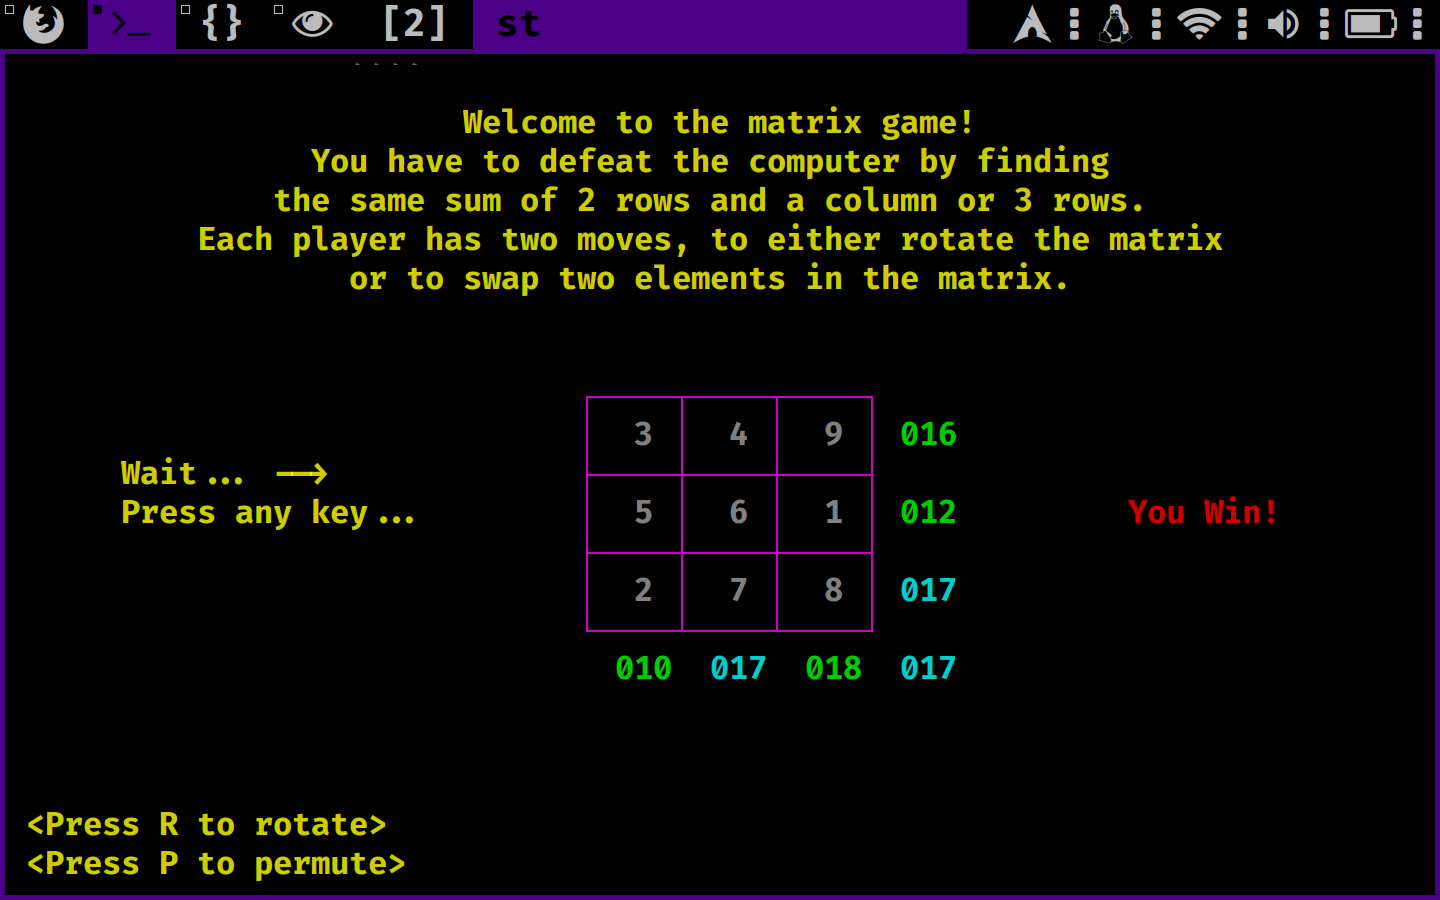 >_ {} [2] st
Welcome to the matrix game!
You have to defeat the computer by finding
the same sum of 2 rows and a column or 3 rows.
Each player has two moves, to either rotate the matrix
or to swap two elements in the matrix.
3 4 9 016
Wait... -->
5 6 1 012
Press any key...
You Win!
2 7 8 017
010 017 018 017
<Press R to rotate>
<Press P to permute>